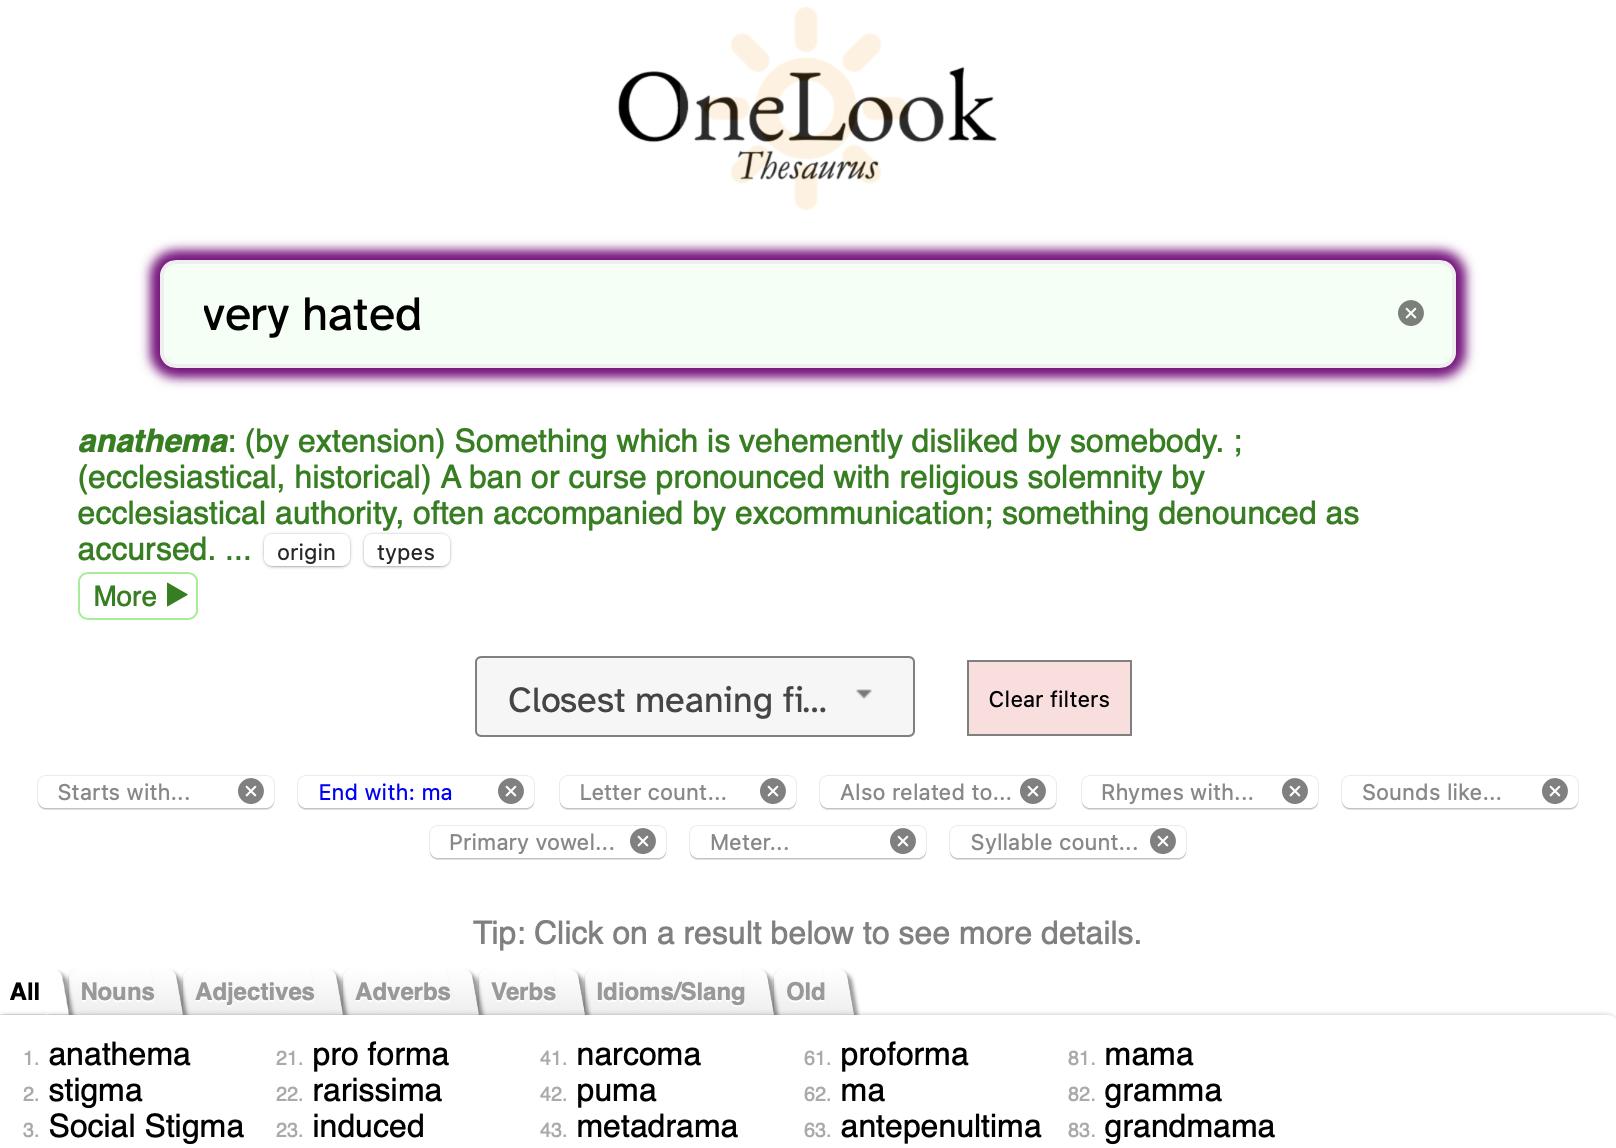 OneLook
Thesaurus
very hated
anathema: (by extension) Something which is vehemently disliked by somebody. ;
(ecclesiastical, historical) A ban or curse pronounced with religious solemnity by
ecclesiastical authority, often accompanied by excommunication; something denounced as
accursed. ... origin types
More ▶
Closest meaning fi... Clear filters
Starts with... End with: ma Letter count... Also related to... Rhymes with... Sounds like...
Primary vowel... Meter... Syllable count...
Tip: Click on a result below to see more details.
All Nouns Adjectives Adverbs Verbs Idioms/Slang Old
1. anathema 21. pro forma 41. narcoma 61. proforma 81. mama
2. stigma 22. rarissima 42. puma 62. ma 82. gramma
3. Social Stigma 23. induced 43. metadrama 63. antepenultima 83. grandmama